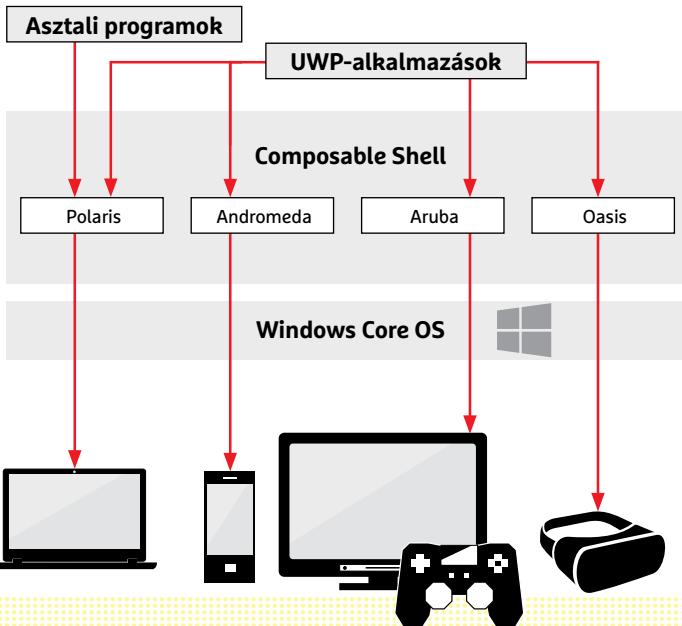 Asztali programok
UWP-alkalmazások
Composable Shell
Polaris
Andromeda
Aruba
Oasis
Windows Core OS